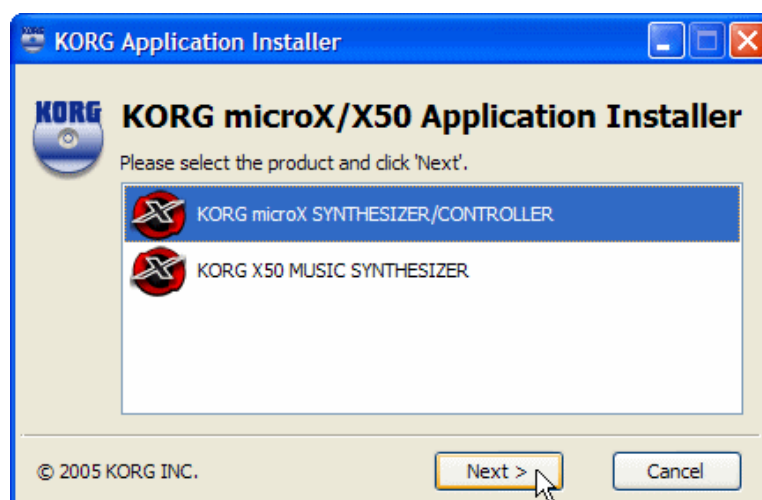 KORG Application Installer
KORG
KORG microX/X50 Application Installer
Please select the product and click 'Next'.
KORG microX SYNTHESIZER/CONTROLLER
KORG X50 MUSIC SYNTHESIZER
© 2005 KORG INC.
Next >
Cancel